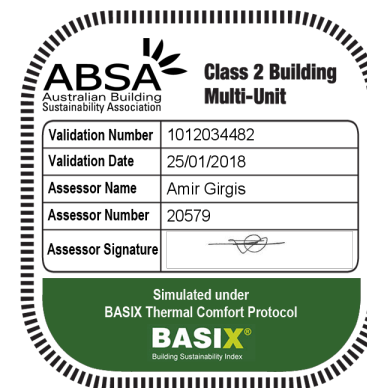 ABSA
Australian Building
Sustainability Association
Class 2 Building
Multi-Unit
Validation Number 1012034482
Validation Date 25/01/2018
Assessor Name Amir Girgis
Assessor Number 20579
Assessor Signature
Simulated under
BASIX Thermal Comfort Protocol
BASIX®
Building Sustainability Index